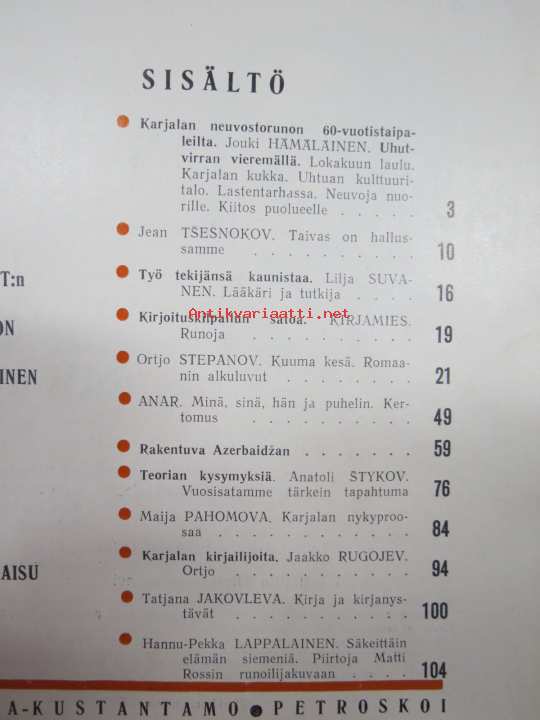 SISÄLTÖ
Karjalan neuvostorunon 60-vuotistaipa-
leilta. Jouki HÄMÄLÄINEN. Uhut-
virran vieremällä. Lokakuun laulu.
Karjalan kukka. Uhtuan kulttuuri-
talo. Lastentarhassa. Neuvoja nuo-
rille. Kiitos puolueelle . . . . . 3
Jean TŠESNOKOV. Taivas on hallus-
samme . . . . . . . . 10
Työ tekijänsä kaunistaa. Lilja SUVA-
NEN. Lääkäri ja tutkija . . . . 16
Kirjoituskilpailun satoa. KIRJAMIES.
Runoja . . . . . . . . 19
Antikvariaatti.net
Ortjo STEPANOV. Kuuma kesä. Romaa-
nin alkuluvut . . . . . . . 21
ANAR. Minä, sinä, hän ja puhelin. Ker-
tomus . . . . . . . . 49
Rakentuva Azerbaidžan . . . . . . 59
Teorian kysymyksiä. Anatoli ŠTYKOV.
Vuosisatamme tärkein tapahtuma 76
Maija PAHOMOVA. Karjalan nykyproo-
saa . . . . . . . . . 84
Karjalan kirjailijoita. Jaakko RUGOJEV.
Ortjo . . . . . . . . . 94
Tatjana JAKOVLEVA. Kirja ja kirjanys-
tävät . . . . . . . . 100
Hannu-Pekka LAPPALAINEN. Säkeittäin
elämän siemeniä. Piirtoja Matti
Rossin runoilijakuvaan . . . . 104
T:n
ON
INEN
AISU
A-KUSTANTAMO ● PETROSKOI